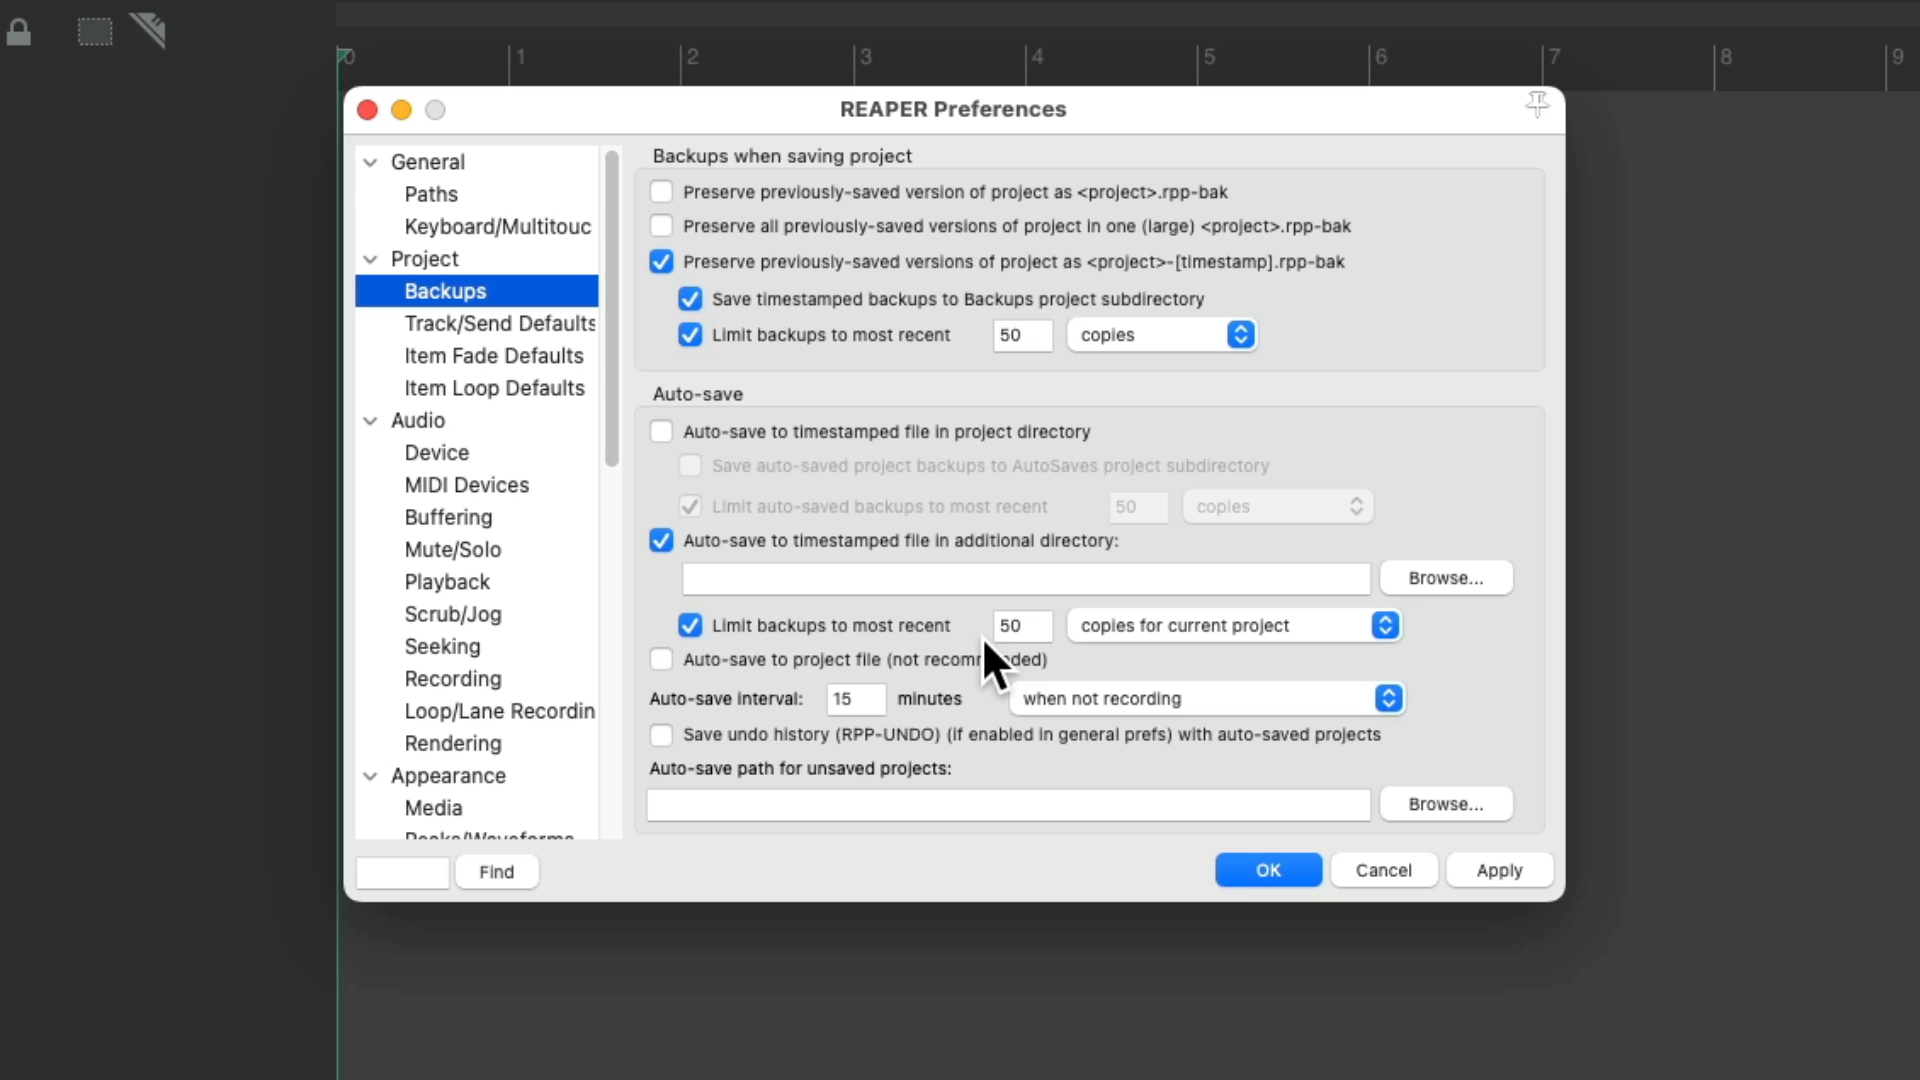 0 1 2 3 4 5 6 7 8 9
REAPER Preferences
General
Paths
Keyboard/Multitouc
Project
Backups
Track/Send Defaults
Item Fade Defaults
Item Loop Defaults
Audio
Device
MIDI Devices
Buffering
Mute/Solo
Playback
Scrub/Jog
Seeking
Recording
Loop/Lane Recordin
Rendering
Appearance
Media
Find
Backups when saving project
Preserve previously-saved version of project as <project>.rpp-bak
Preserve all previously-saved versions of project in one (large) <project>.rpp-bak
Preserve previously-saved versions of project as <project>-[timestamp].rpp-bak
Save timestamped backups to Backups project subdirectory
Limit backups to most recent 50 copies
Auto-save
Auto-save to timestamped file in project directory
Save auto-saved project backups to AutoSaves project subdirectory
Limit auto-saved backups to most recent 50 copies
Auto-save to timestamped file in additional directory:
Browse...
Limit backups to most recent 50 copies for current project
Auto-save to project file (not recommended)
Auto-save interval: 15 minutes when not recording
Save undo history (RPP-UNDO) (if enabled in general prefs) with auto-saved projects
Auto-save path for unsaved projects:
Browse...
OK Cancel Apply